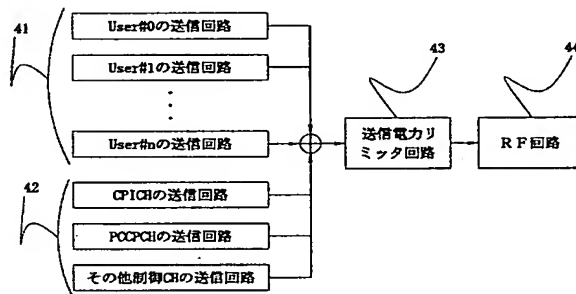 41
User#0の送信回路
User#1の送信回路
User#nの送信回路
42
CPICHの送信回路
PCCPCHの送信回路
その他制御CHの送信回路
43
送信電力リ
ミッタ回路
44
RF回路